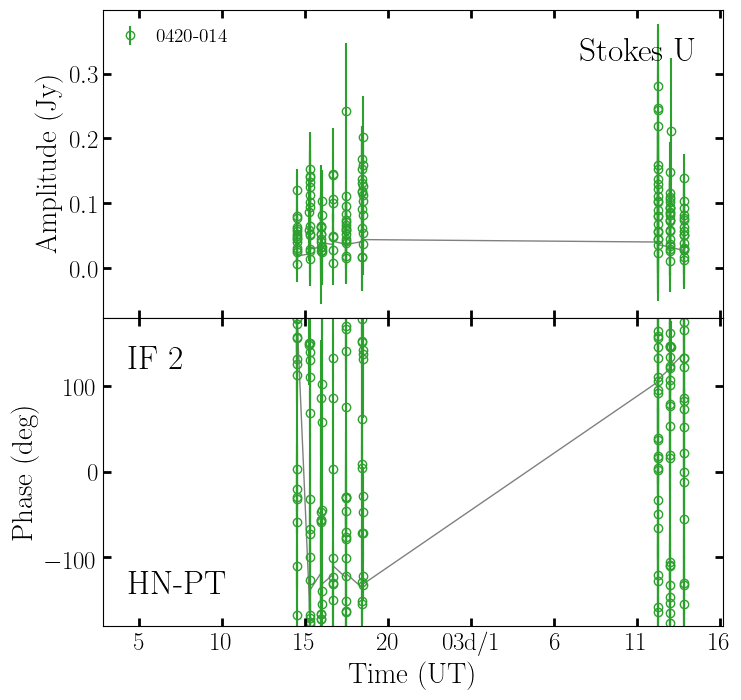 0420-014
Stokes U
Amplitude (Jy)
0.3
0.2
0.1
0.0
IF 2
Phase (deg)
100
0
−100
HN-PT
5 10 15 20 03d/1 6 11 16
Time (UT)